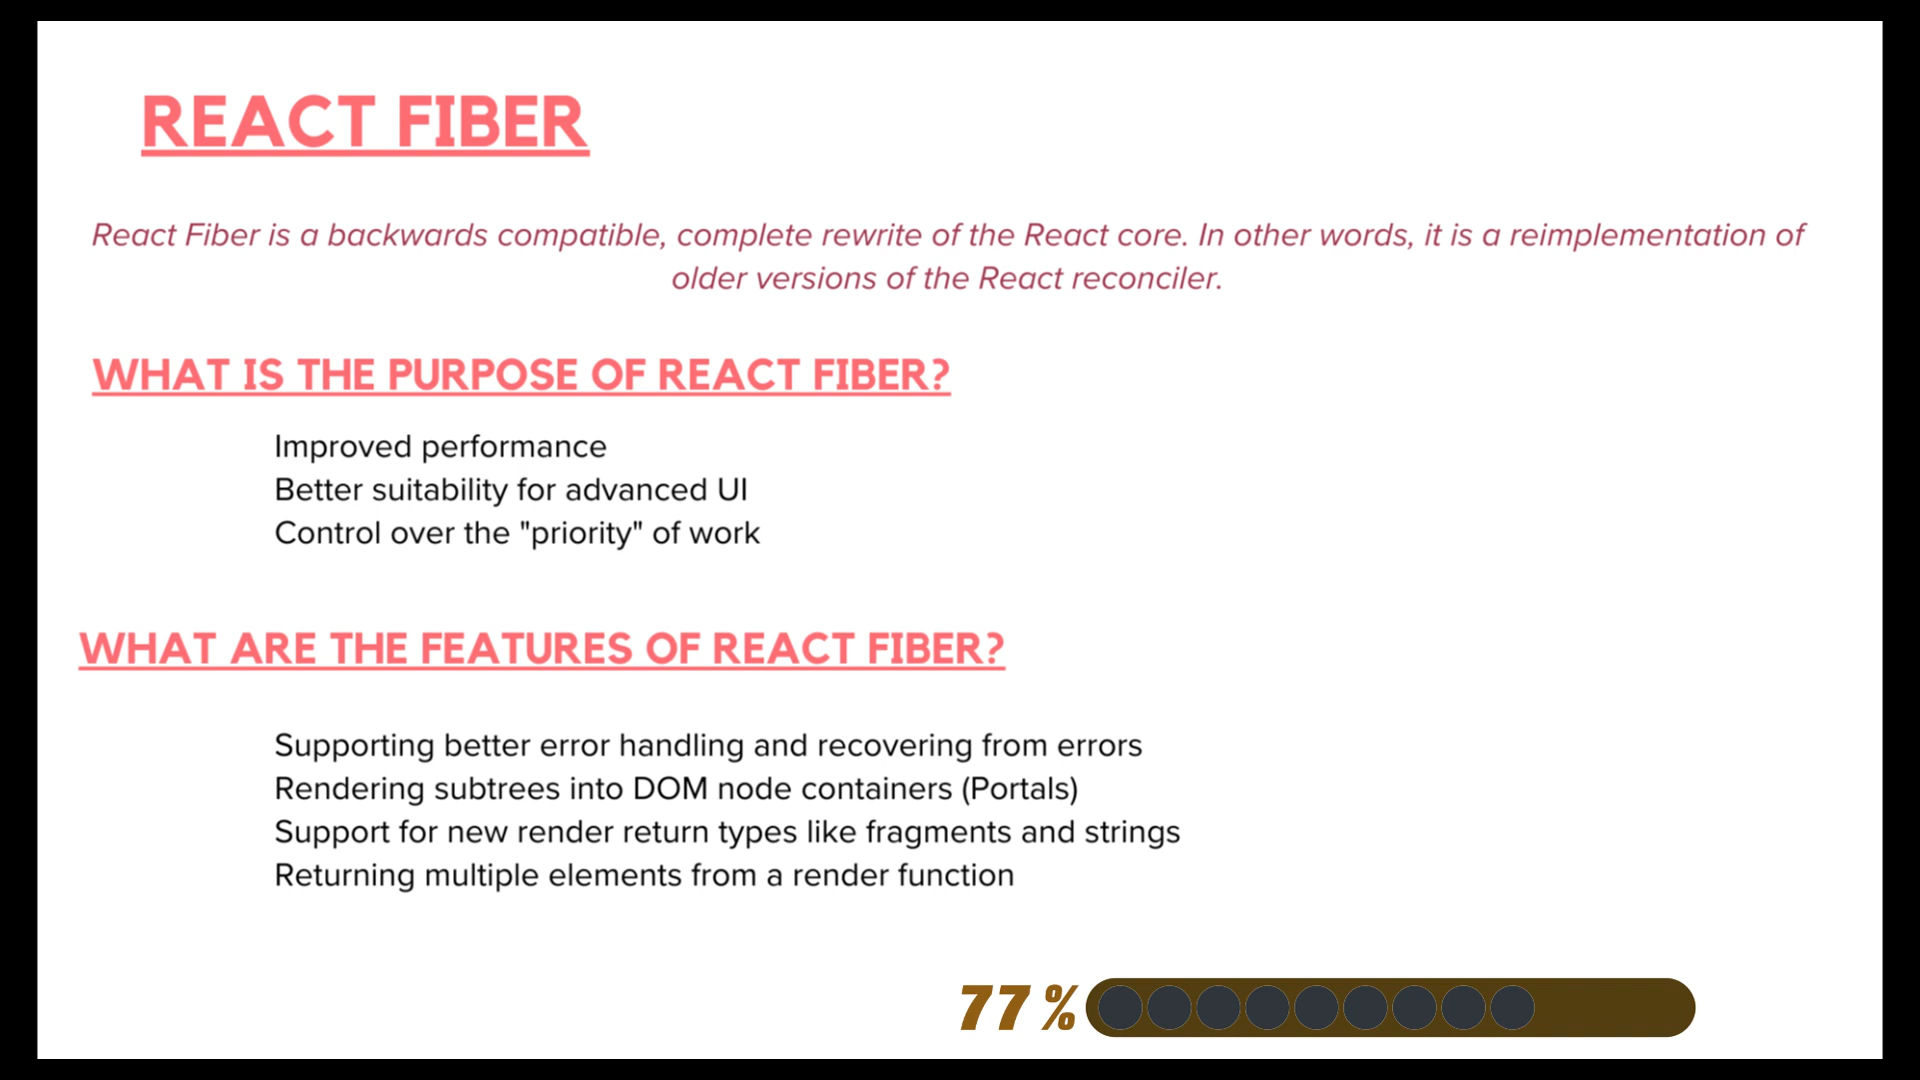 REACT FIBER
React Fiber is a backwards compatible, complete rewrite of the React core. In other words, it is a reimplementation of
older versions of the React reconciler.
WHAT IS THE PURPOSE OF REACT FIBER?
Improved performance
Better suitability for advanced UI
Control over the "priority" of work
WHAT ARE THE FEATURES OF REACT FIBER?
Supporting better error handling and recovering from errors
Rendering subtrees into DOM node containers (Portals)
Support for new render return types like fragments and strings
Returning multiple elements from a render function
77%